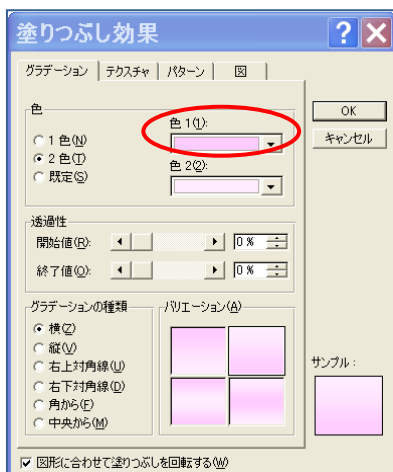 塗りつぶし効果
グラデーション テクスチャ パターン 図
色
1 色(N)
2 色(T)
既定(S)
色 1(1):
色 2(2):
OK
キャンセル
透過性
開始値(R): 0 %
終了値(O): 0 %
グラデーションの種類
横(Z)
縦(V)
右上対角線(U)
右下対角線(D)
角から(F)
中央から(M)
バリエーション(A)
サンプル:
図形に合わせて塗りつぶしを回転する(W)